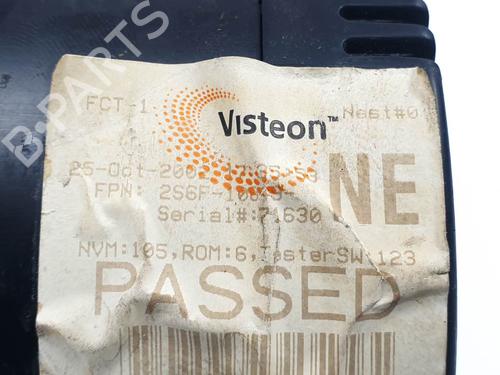 FCT-1
Visteon™
Nest#0
25-Oct-200
NE
FPN: 2S6F-10849-
Serial#:71630
NVM:105,ROM:6,TesterSW:123
PASSED
B-PARTS